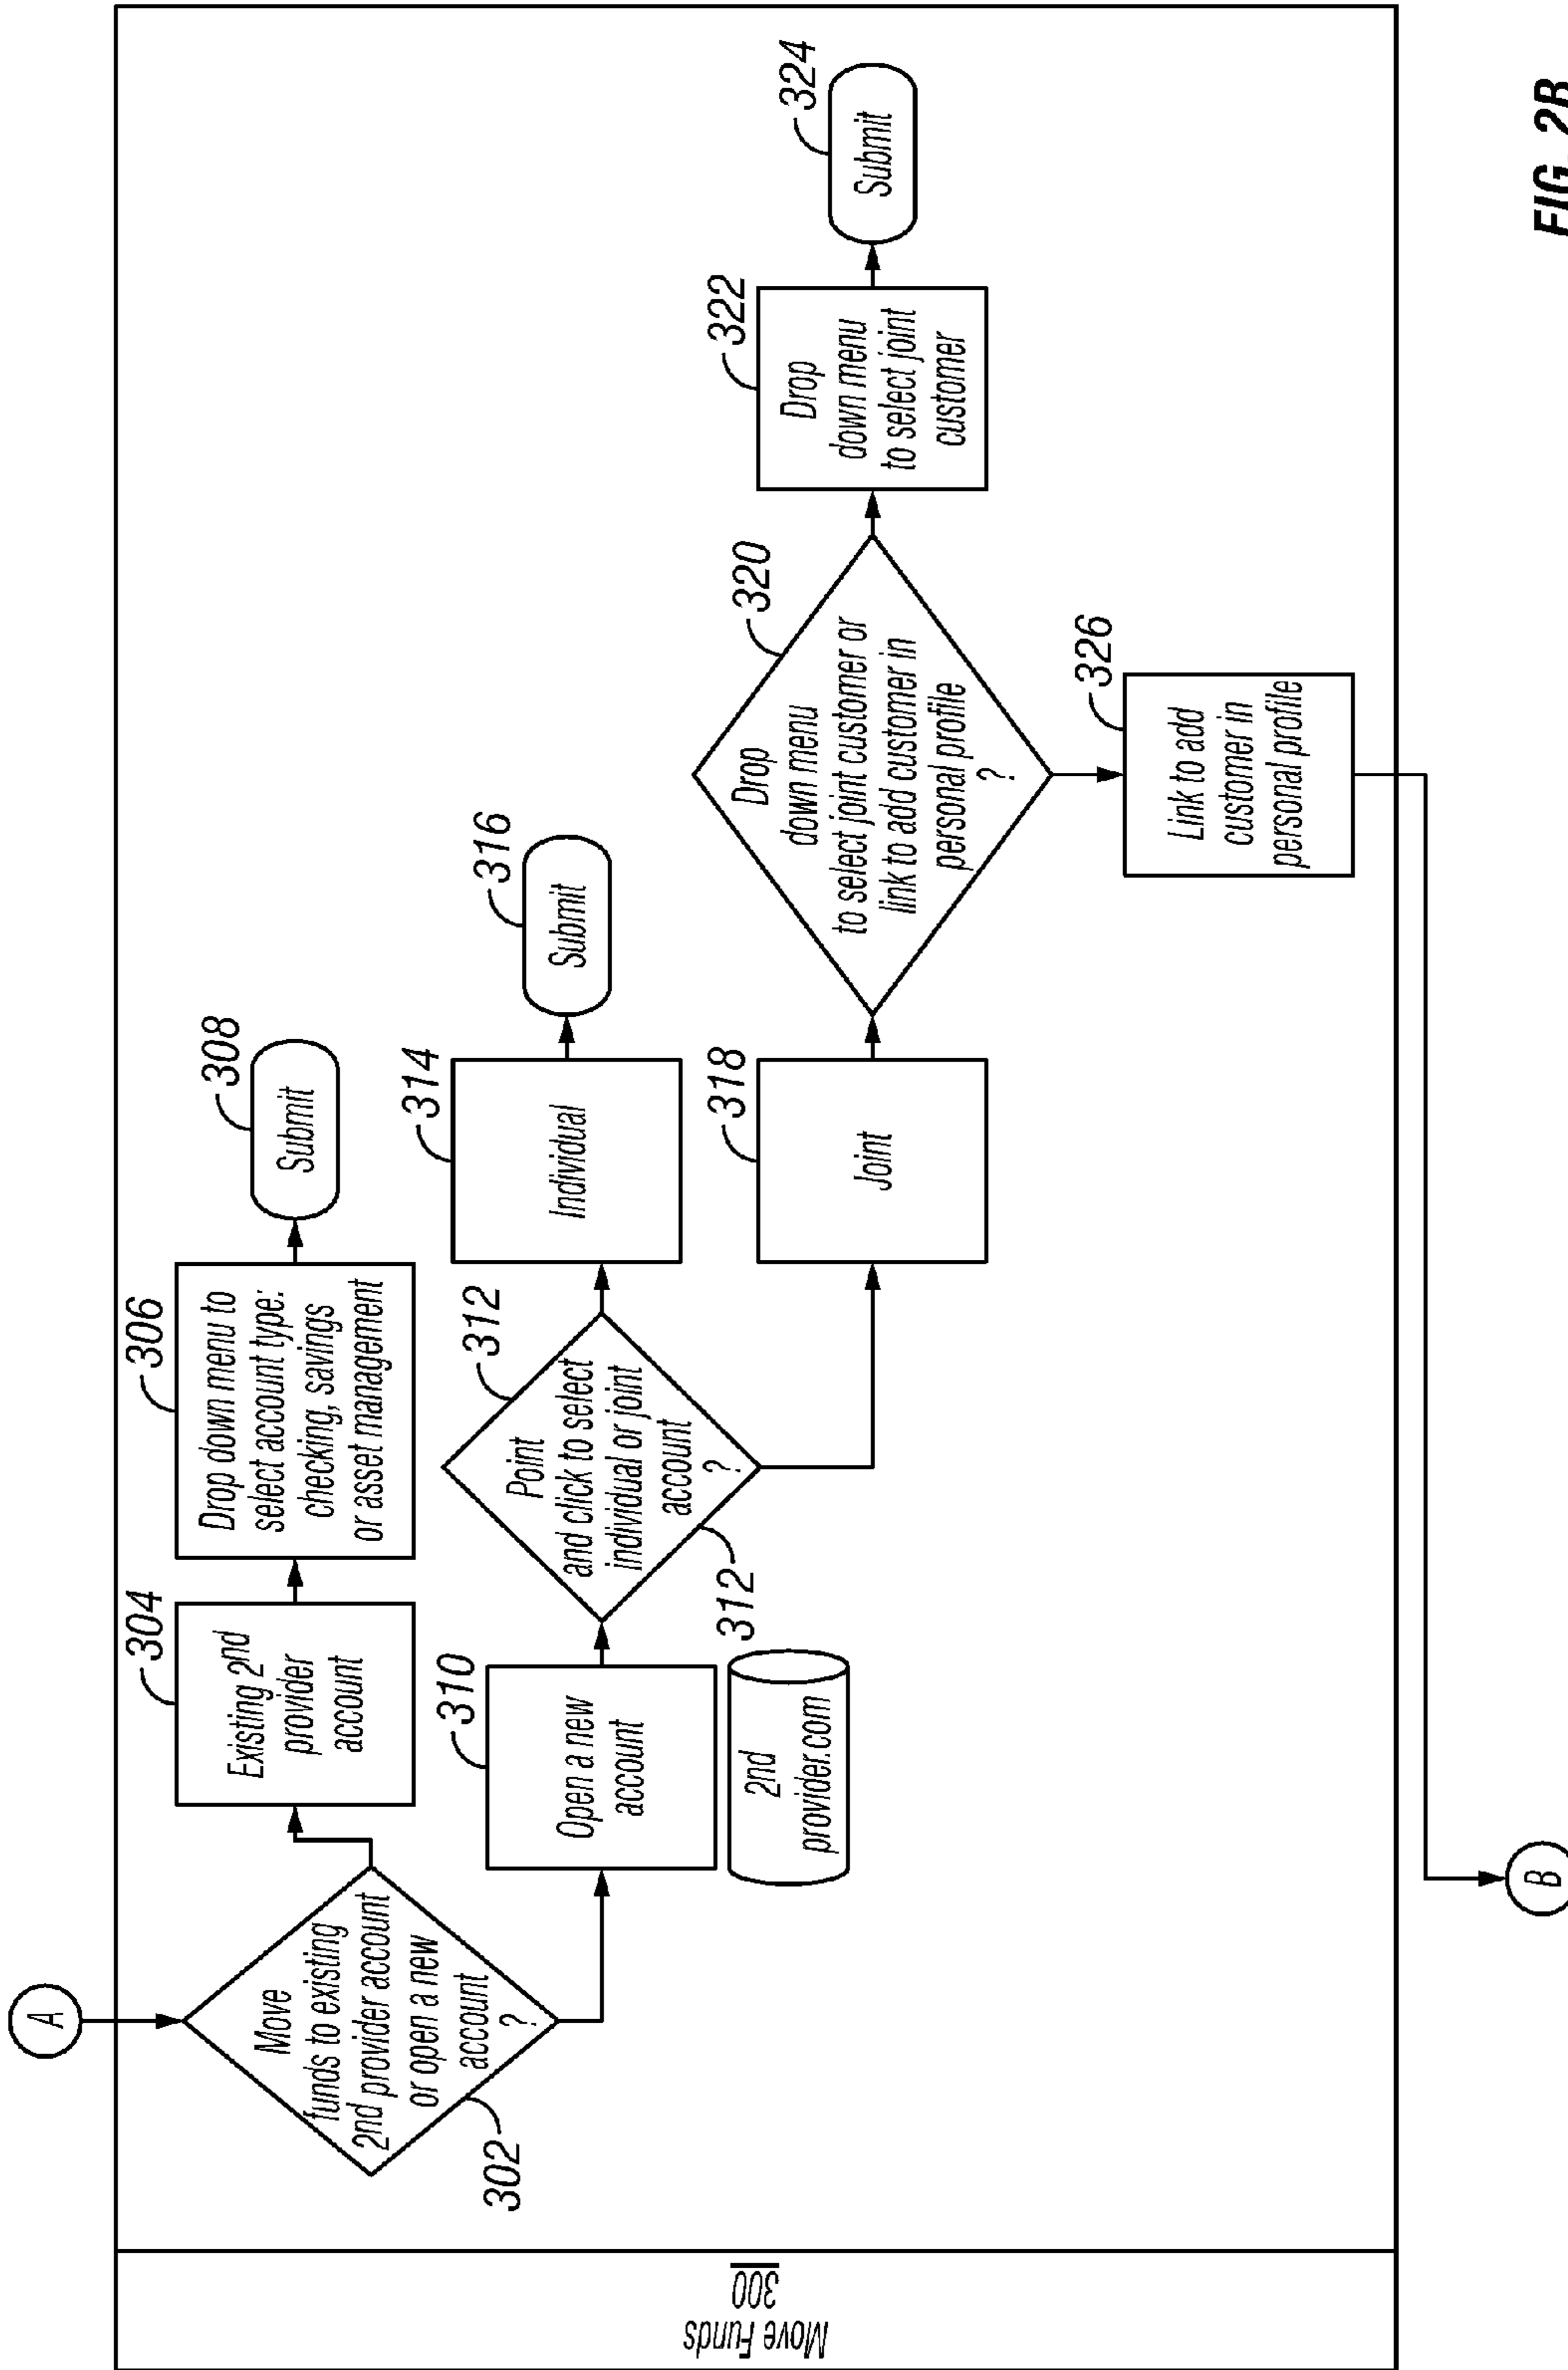 A
Move
funds to existing
2nd provider account
or open a new
account
?
302
304
Existing 2nd
provider
account
306
Drop down menu to
select account type:
checking, savings
or asset management
308
Submit
310
Open a new
account
2nd
provider.com
312
Point
and click to select
individual or joint
account
?
312
314
Individual
316
Submit
318
Joint
320
Drop
down menu
to select joint customer or
link to add customer in
personal profile
?
322
Drop
down menu
to select joint
customer
324
Submit
326
Link to add
customer in
personal profile
B
Move Funds
300
FIG. 2B